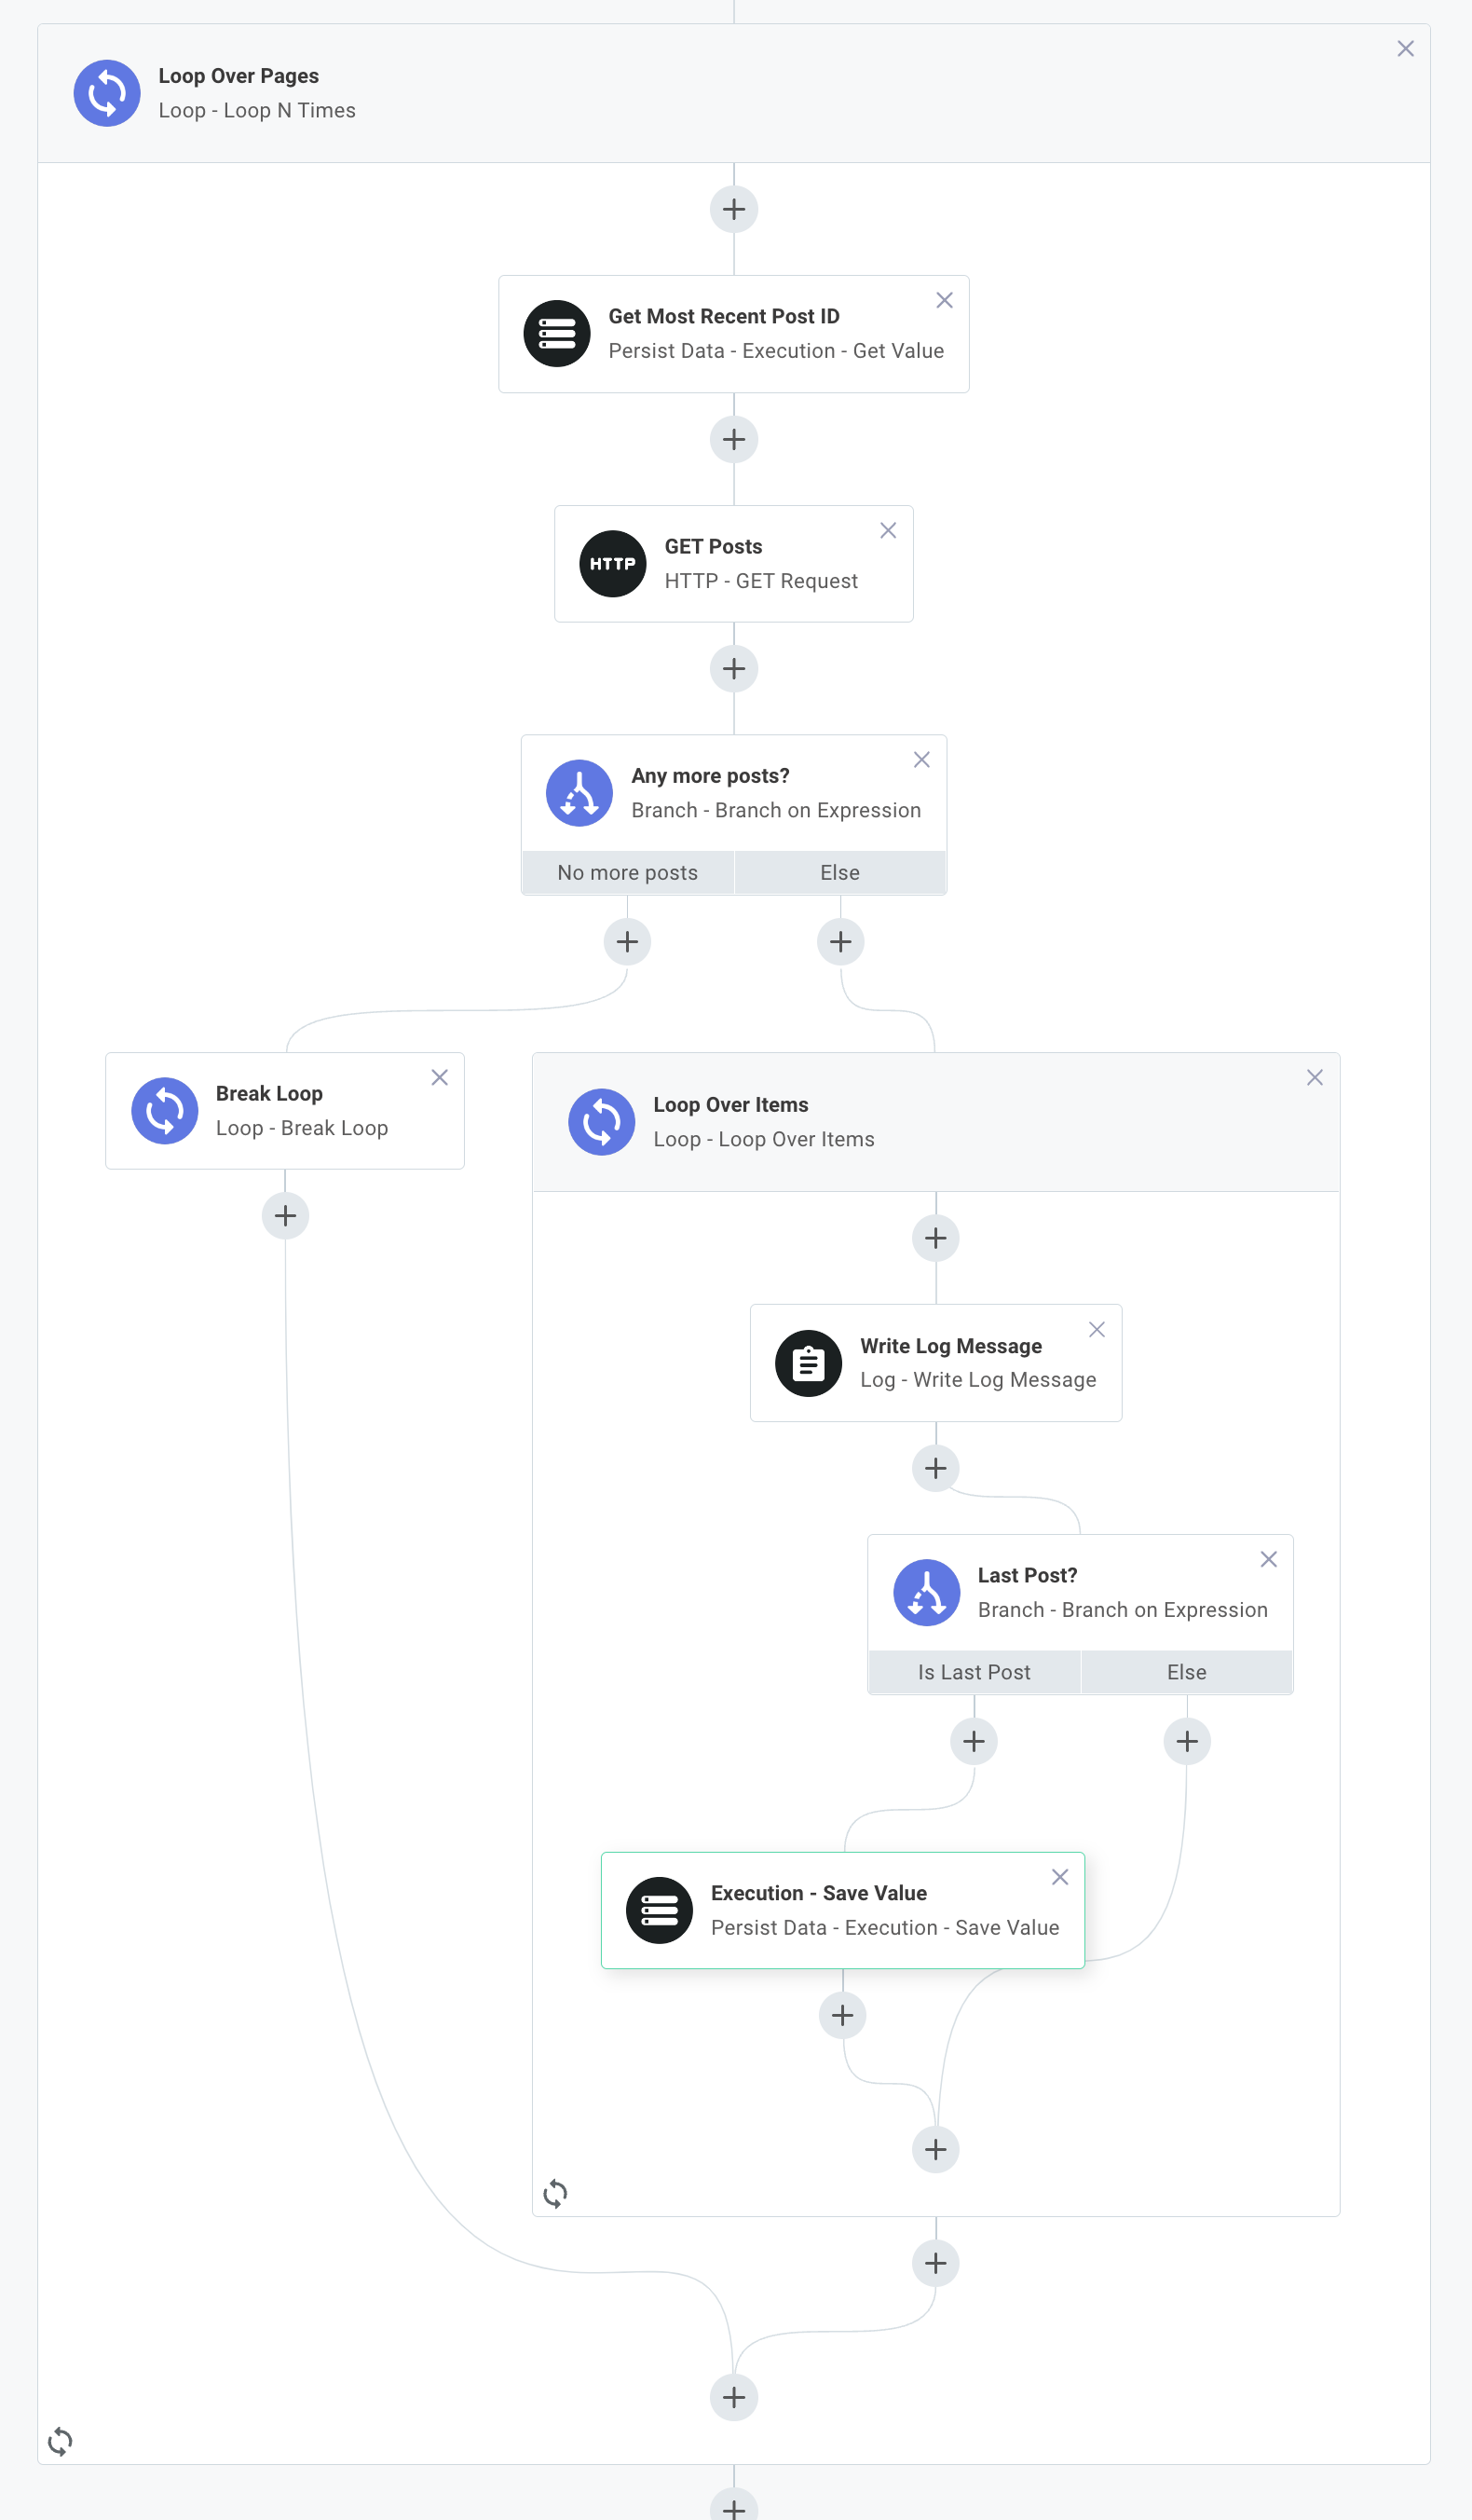 Loop Over Pages
Loop - Loop N Times
Get Most Recent Post ID
Persist Data - Execution - Get Value
HTTP
GET Posts
HTTP - GET Request
Any more posts?
Branch - Branch on Expression
No more posts
Else
Break Loop
Loop - Break Loop
Loop Over Items
Loop - Loop Over Items
Write Log Message
Log - Write Log Message
Last Post?
Branch - Branch on Expression
Is Last Post
Else
Execution - Save Value
Persist Data - Execution - Save Value